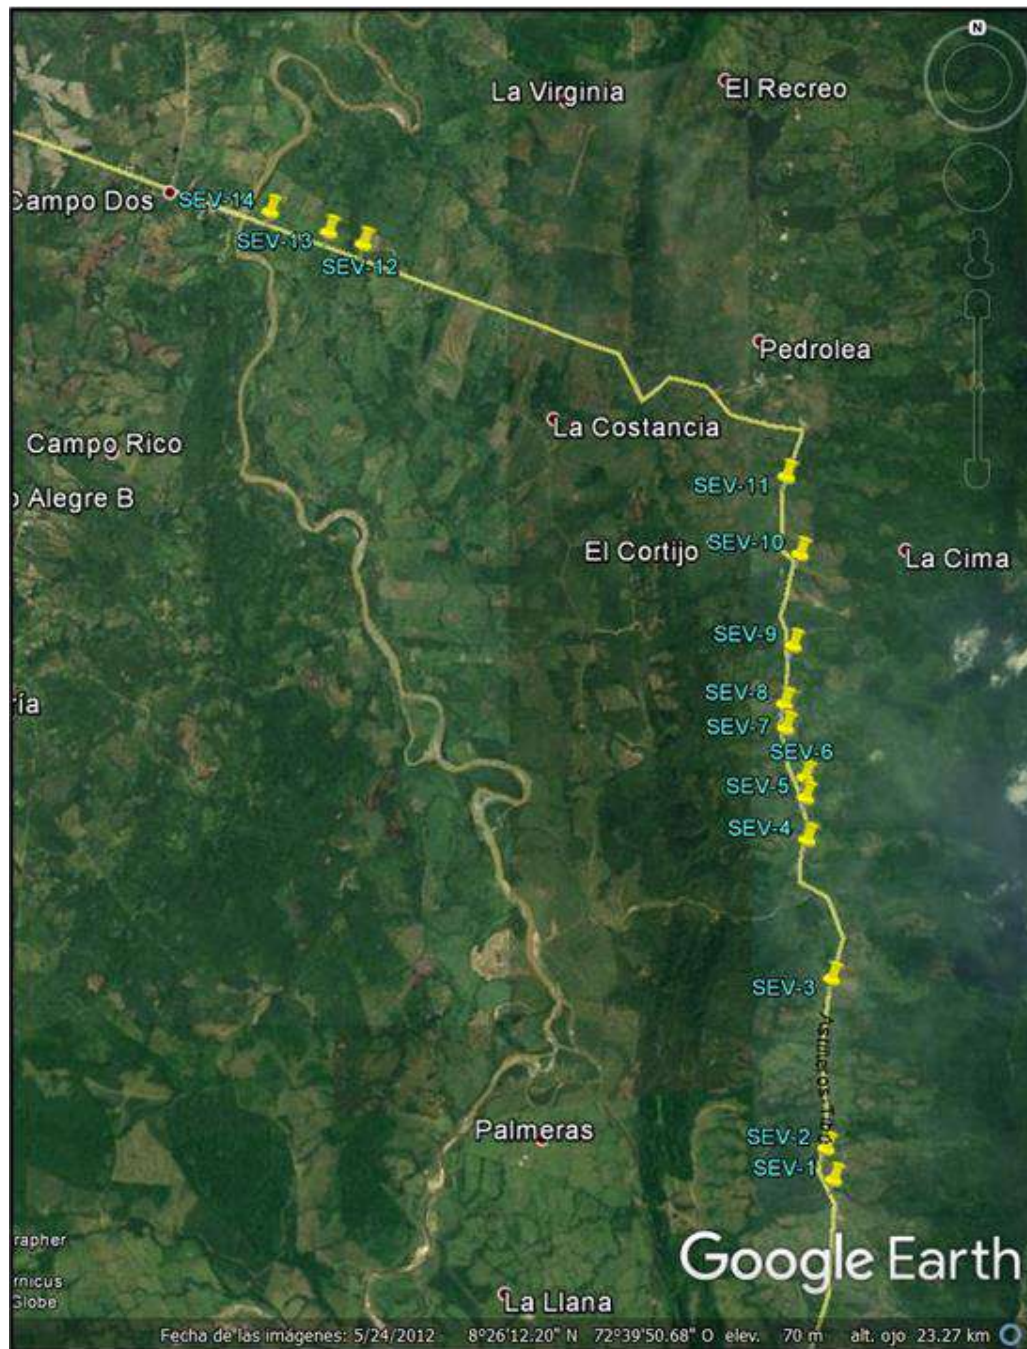 N
La Virginia
El Recreo
Campo Dos
SEV-14
SEV-13
SEV-12
Pedrolea
La Costancia
Campo Rico
SEV-11
o Alegre B
El Cortijo
SEV-10
La Cima
SEV-9
SEV-8
ría
SEV-7
SEV-6
SEV-5
SEV-4
SEV-3
Palmeras
SEV-2
SEV-1
rapher
rnicus
Globe
Google Earth
La Llana
Fecha de las imágenes: 5/24/2012 8°26'12.20" N 72°39'50.68" O elev. 70 m alt. ojo 23.27 km